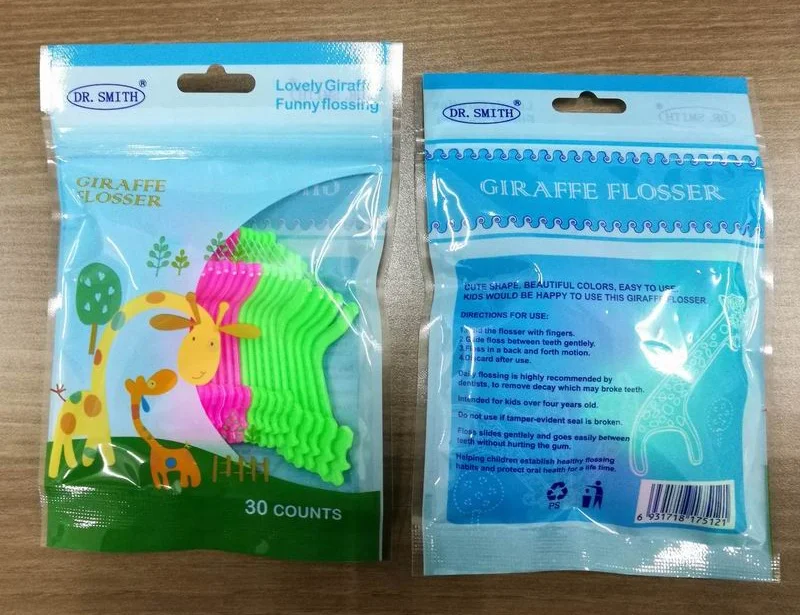 DR. SMITH®
Lovely Giraffe
Funny flossing
GIRAFFE
FLOSSER
30 COUNTS
DR. SMITH®
GIRAFFE FLOSSER
CUTE SHAPE, BEAUTIFUL COLORS, EASY TO USE,
KIDS WOULD BE HAPPY TO USE THIS GIRAFFE FLOSSER.
DIRECTIONS FOR USE:
1.Hold the flosser with fingers.
2.Glide floss between teeth gently.
3.Floss in a back and forth motion.
4.Discard after use.
Daily flossing is highly recommended by
dentists, to remove decay which may broke teeth.
Intended for kids over four years old.
Do not use if tamper-evident seal is broken.
Floss slides gently and goes easily between
teeth without hurting the gum.
Helping children establish healthy flossing
habits and protect oral health for a life time.
PS
6 931718 175121